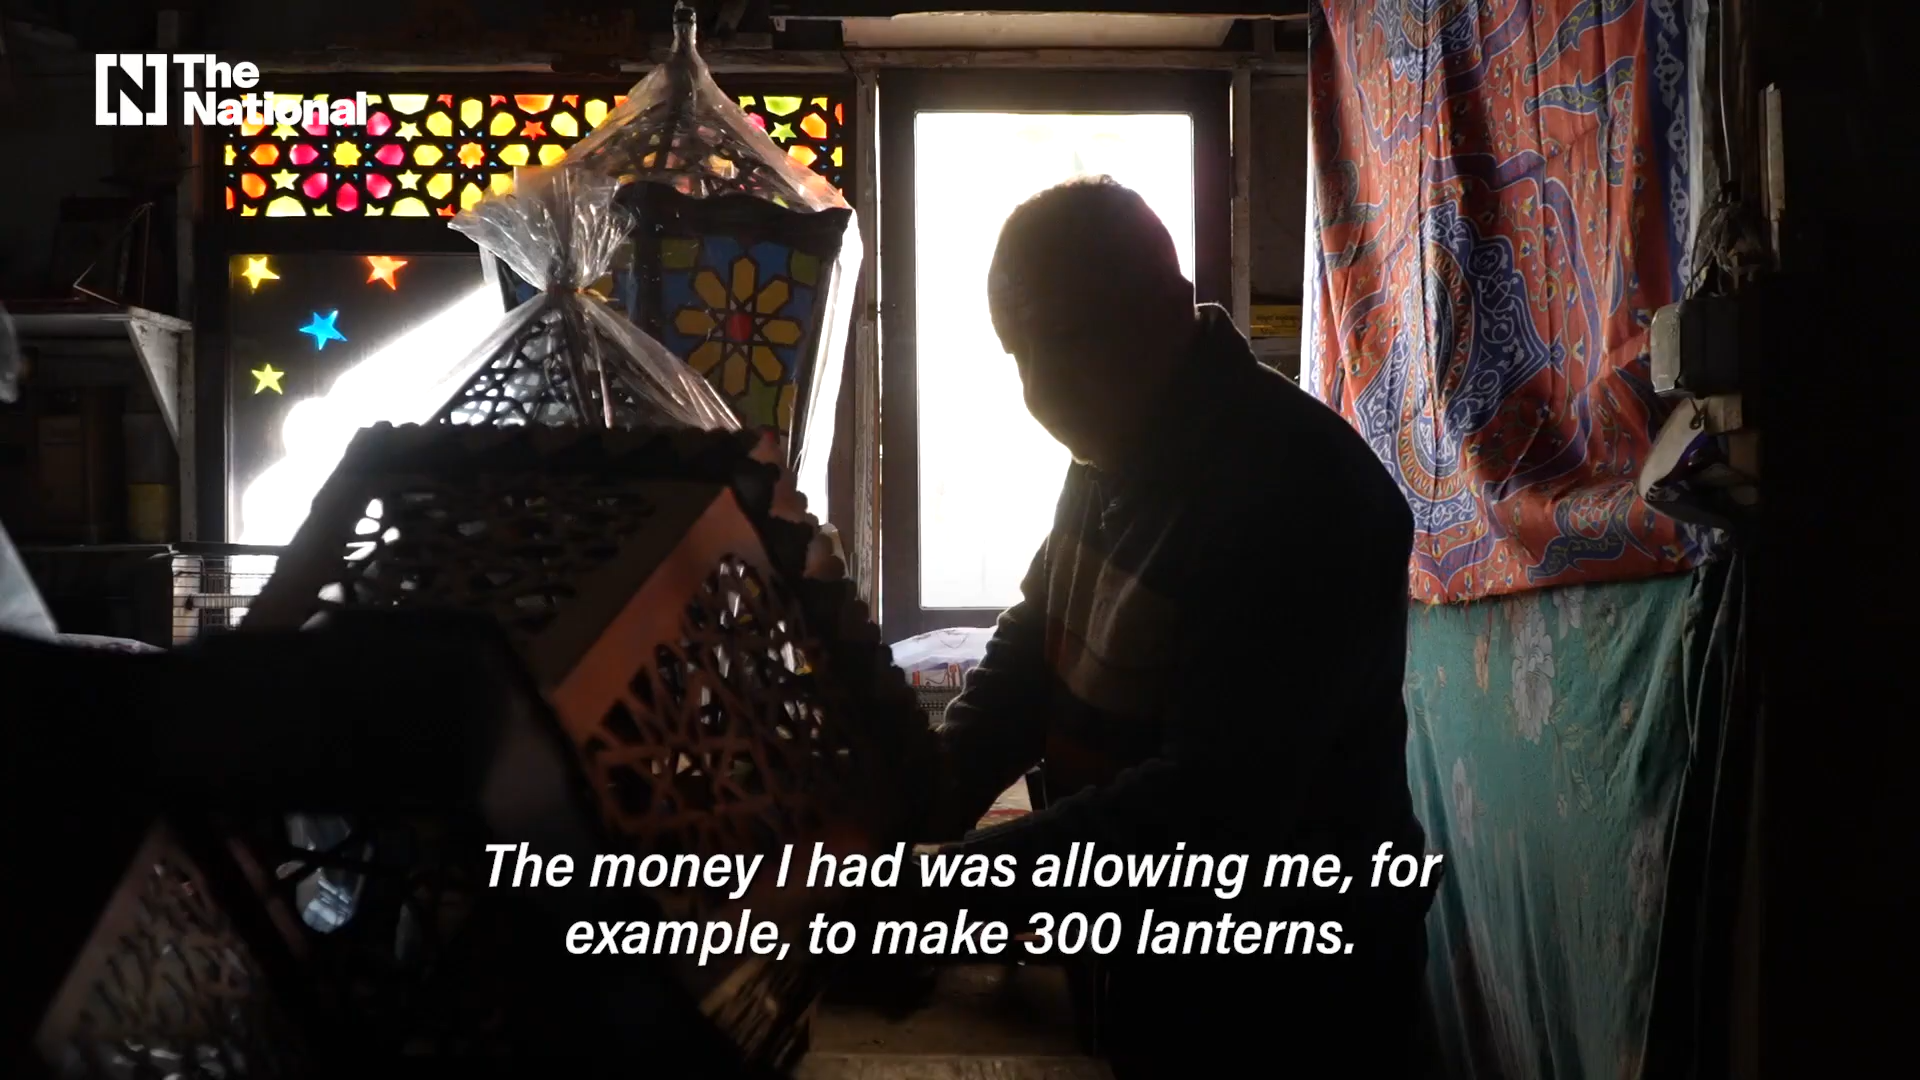 The
National
The money I had was allowing me, for
example, to make 300 lanterns.